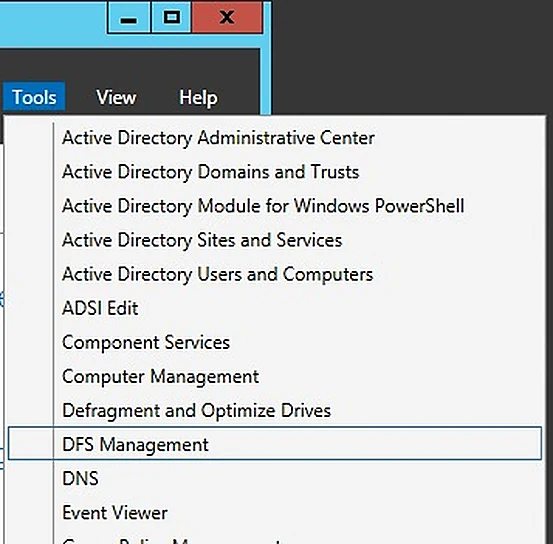 Tools View Help
Active Directory Administrative Center
Active Directory Domains and Trusts
Active Directory Module for Windows PowerShell
Active Directory Sites and Services
Active Directory Users and Computers
ADSI Edit
Component Services
Computer Management
Defragment and Optimize Drives
DFS Management
DNS
Event Viewer